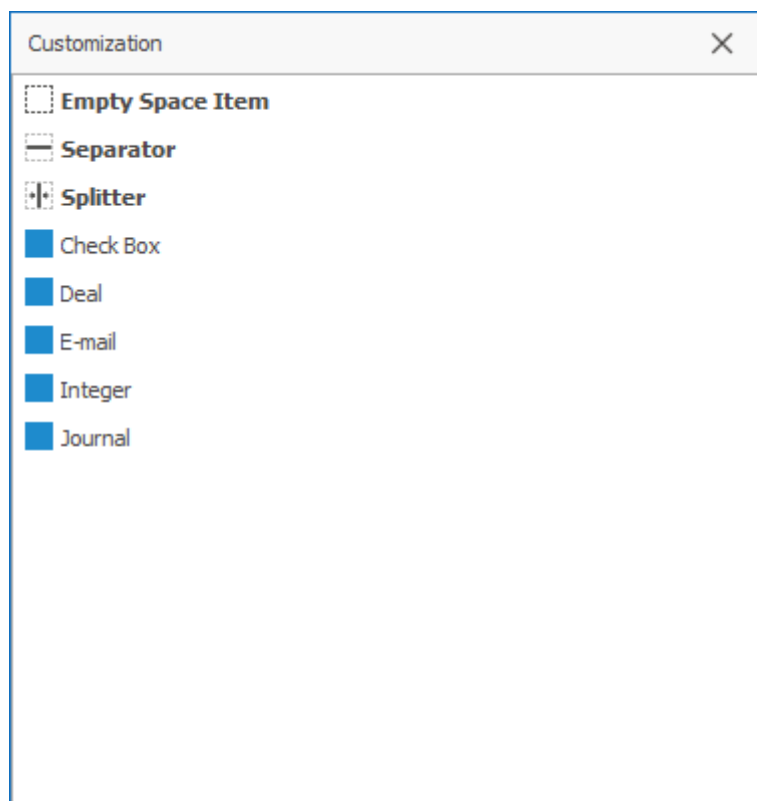 Customization
Empty Space Item
Separator
Splitter
Check Box
Deal
E-mail
Integer
Journal